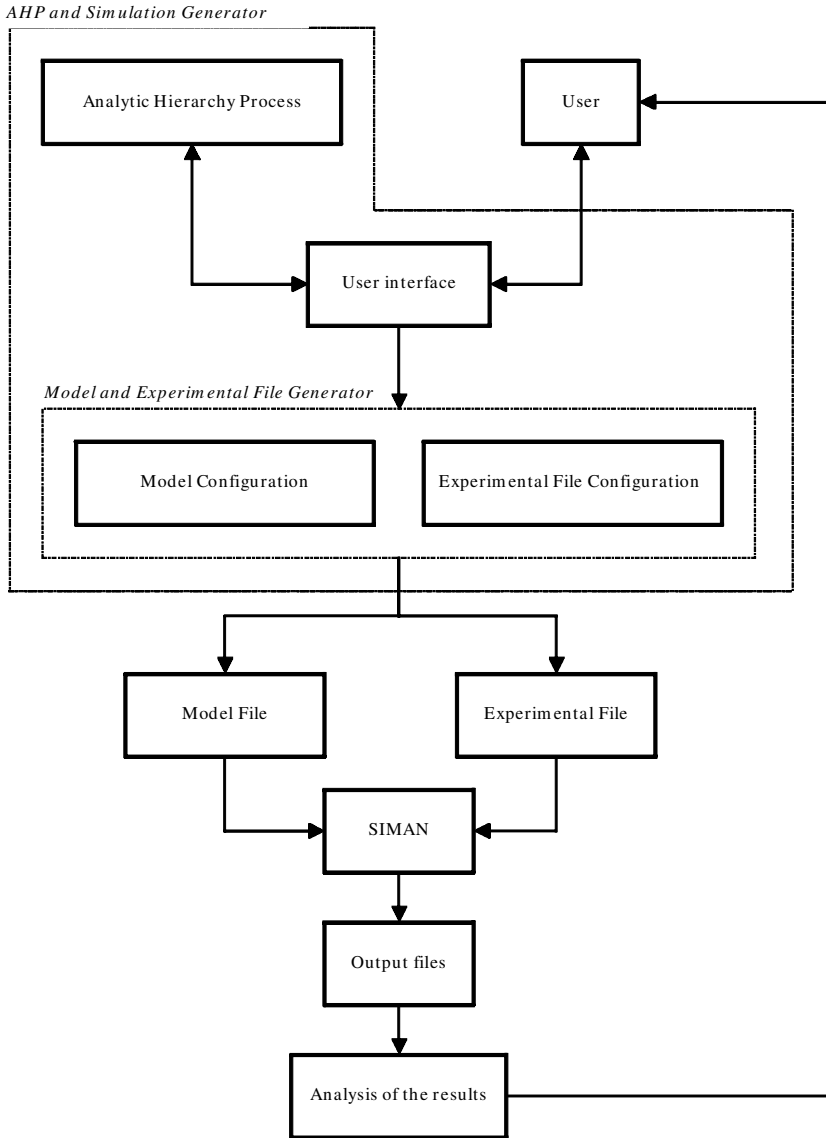 AHP and Simulation Generator
Analytic Hierarchy Process
User
User interface
Model and Experimental File Generator
Model Configuration
Experimental File Configuration
Model File
Experimental File
SIMAN
Output files
Analysis of the results